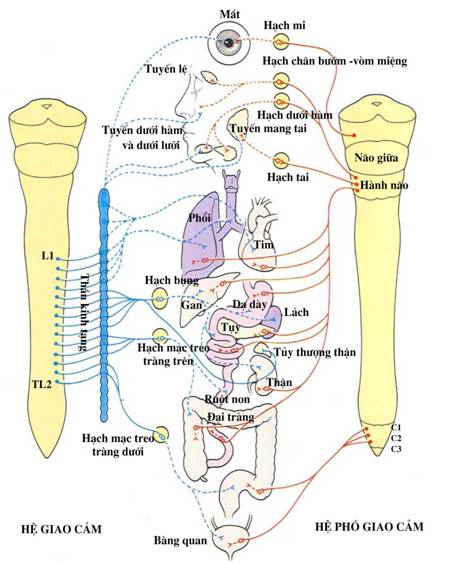 Mát
Hạch mi
Hạch chân bướm -vòm miệng
Tuyến lệ
Hạch dưới hàm
Tuyến dưới hàm
và dưới lưỡi
Tuyến mang tai
Não giữa
Hạch tai
Hành não
Phổi
Tim
L1
Thần kinh tạng
Hạch bụng
Gan
Dạ dày
Lách
Tụy
Hạch mạc treo
tràng trên
Tủy thượng thận
TL2
Thận
Ruột non
Đai tràng
Hạch mạc treo
tràng dưới
C1
C2
C3
HỆ GIAO CẢM
Bàng quan
HỆ PHÓ GIAO CẢM